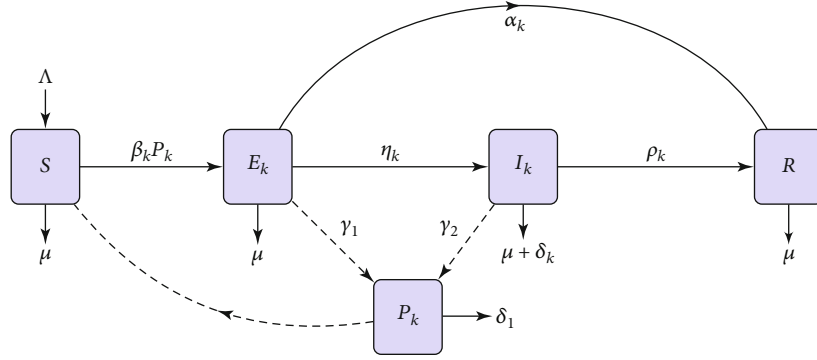 α_k
Λ
S
β_kP_k
E_k
η_k
I_k
ρ_k
R
μ
μ
γ_1
γ_2
μ + δ_k
μ
P_k
δ_1